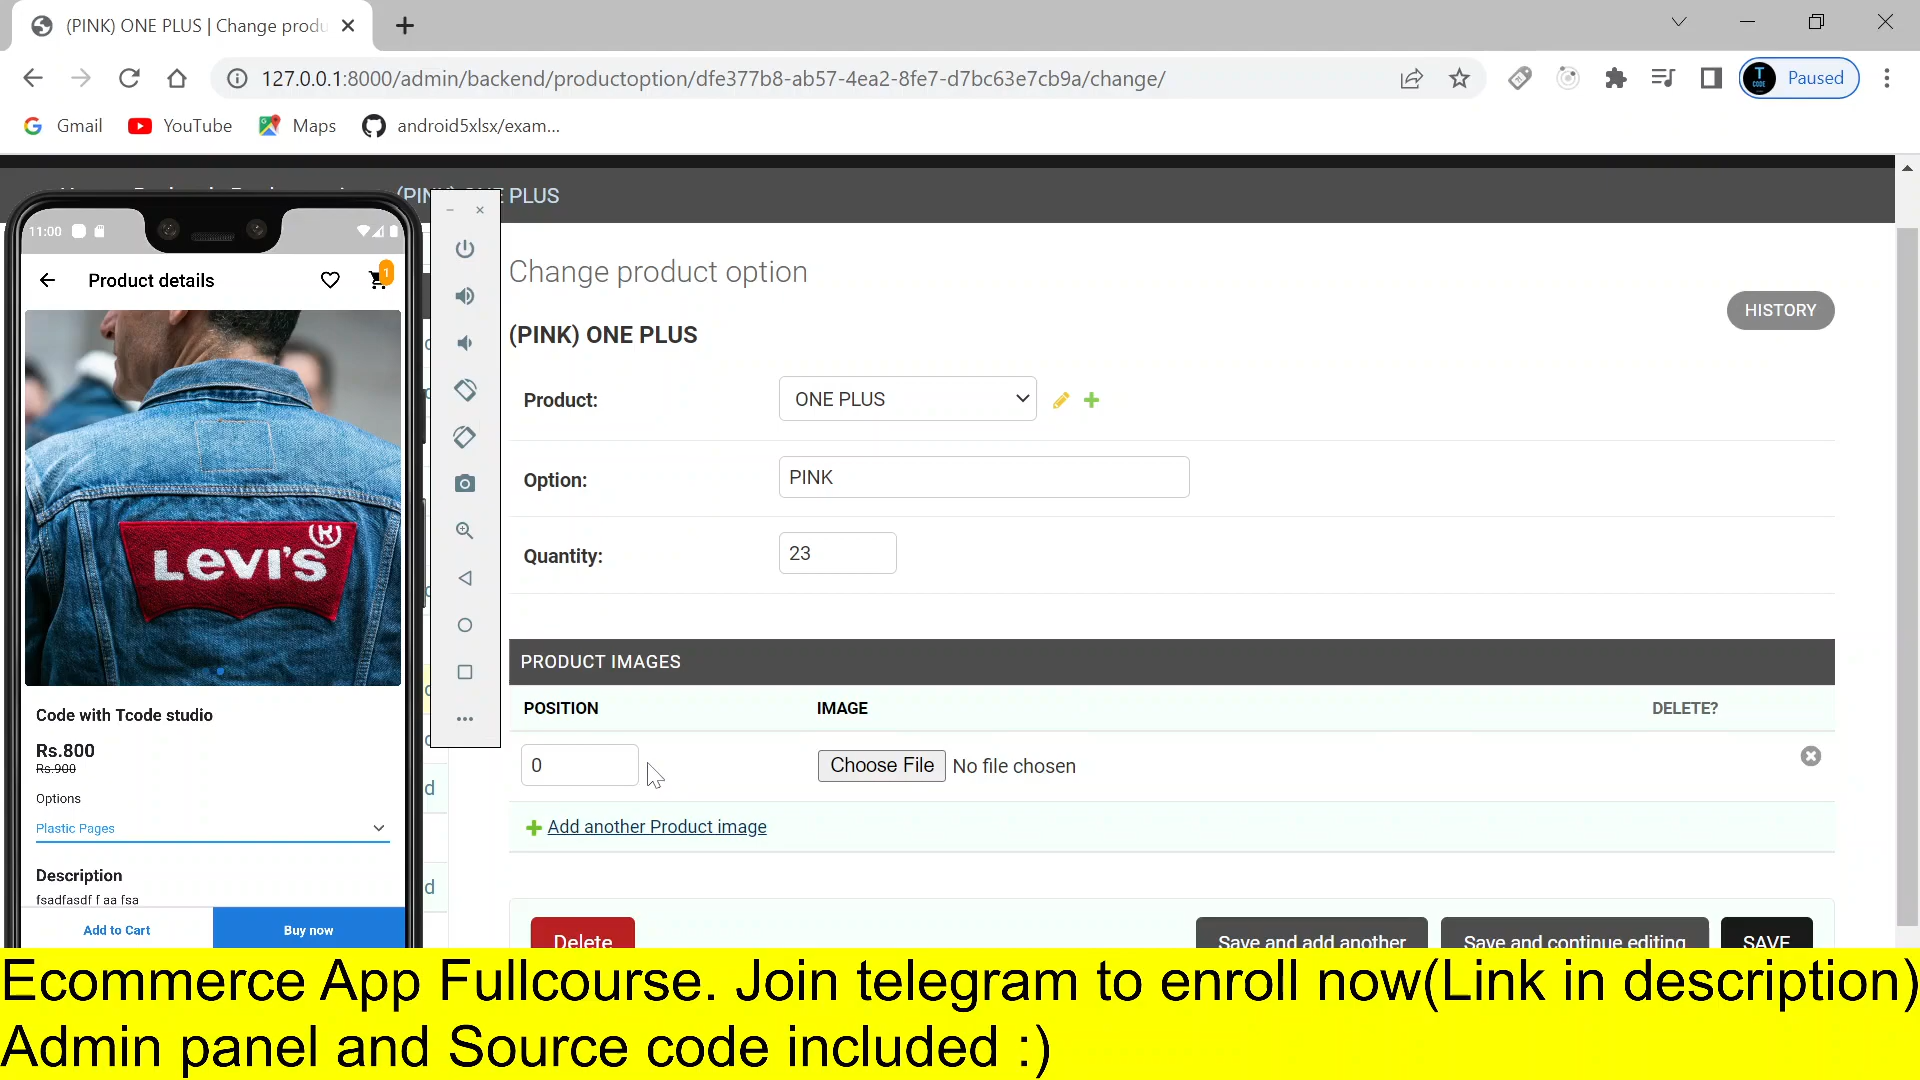 (PINK) ONE PLUS | Change produ
127.0.0.1:8000/admin/backend/productoption/dfe377b8-ab57-4ea2-8fe7-d7bc63e7cb9a/change/
T CODE
Paused
Gmail
YouTube
Maps
android5xlsx/exam...
PLUS
11:00
Product details
1
LEVI'S
®
Code with Tcode studio
Rs.800
Rs.900
Options
Plastic Pages
Description
fsadfasdf f aa fsa
Add to Cart
Buy now
Change product option
HISTORY
(PINK) ONE PLUS
Product:
ONE PLUS
Option:
PINK
Quantity:
23
PRODUCT IMAGES
POSITION
IMAGE
DELETE?
0
Choose File
No file chosen
Add another Product image
Delete
Save and add another
Save and continue editing
SAVE
Ecommerce App Fullcourse. Join telegram to enroll now(Link in description)
Admin panel and Source code included :)